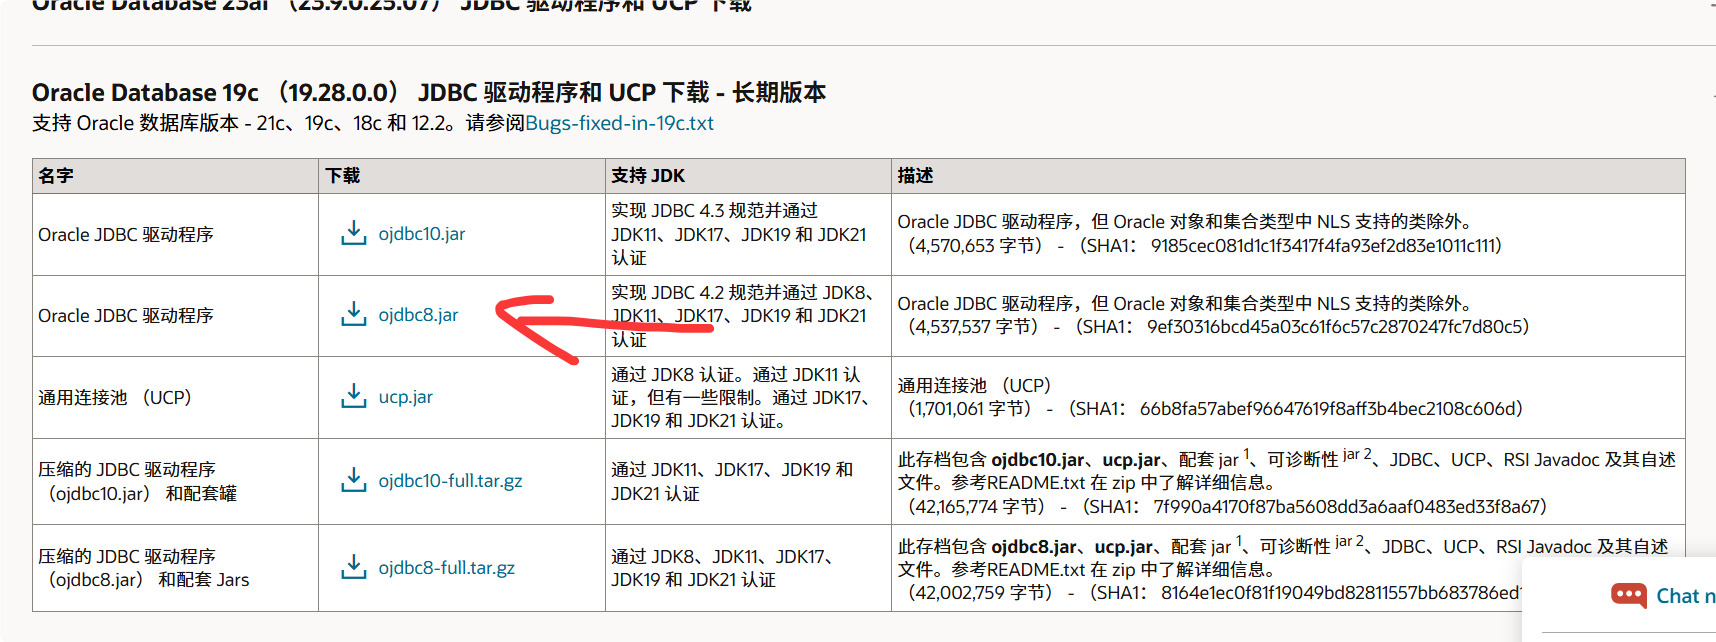 Oracle Database 23ai （23.9.0.25.07） JDBC 驱动程序和 UCP 下载
Oracle Database 19c （19.28.0.0） JDBC 驱动程序和 UCP 下载 - 长期版本
支持 Oracle 数据库版本 - 21c、19c、18c 和 12.2。请参阅Bugs-fixed-in-19c.txt
名字
下载
支持 JDK
描述
Oracle JDBC 驱动程序
ojdbc10.jar
实现 JDBC 4.3 规范并通过
JDK11、JDK17、JDK19 和 JDK21
认证
Oracle JDBC 驱动程序，但 Oracle 对象和集合类型中 NLS 支持的类除外。
（4,570,653 字节） - （SHA1： 9185cec081d1c1f3417f4fa93ef2d83e1011c111）
Oracle JDBC 驱动程序
ojdbc8.jar
实现 JDBC 4.2 规范并通过 JDK8、
JDK11、JDK17、JDK19 和 JDK21
认证
Oracle JDBC 驱动程序，但 Oracle 对象和集合类型中 NLS 支持的类除外。
（4,537,537 字节） - （SHA1： 9ef30316bcd45a03c61f6c57c2870247fc7d80c5）
通用连接池 （UCP）
ucp.jar
通过 JDK8 认证。通过 JDK11 认
证，但有一些限制。通过 JDK17、
JDK19 和 JDK21 认证。
通用连接池 （UCP）
（1,701,061 字节） - （SHA1： 66b8fa57abef96647619f8aff3b4bec2108c606d）
压缩的 JDBC 驱动程序
（ojdbc10.jar） 和配套罐
ojdbc10-full.tar.gz
通过 JDK11、JDK17、JDK19 和
JDK21 认证
此存档包含 ojdbc10.jar、ucp.jar、配套 jar 1、可诊断性 jar 2、JDBC、UCP、RSI Javadoc 及其自述
文件。参考README.txt 在 zip 中了解详细信息。
（42,165,774 字节） - （SHA1： 7f990a4170f87ba5608dd3a6aaf0483ed33f8a67）
压缩的 JDBC 驱动程序
（ojdbc8.jar） 和配套 Jars
ojdbc8-full.tar.gz
通过 JDK8、JDK11、JDK17、
JDK19 和 JDK21 认证
此存档包含 ojdbc8.jar、ucp.jar、配套 jar 1、可诊断性 jar 2、JDBC、UCP、RSI Javadoc 及其自述
文件。参考README.txt 在 zip 中了解详细信息。
（42,002,759 字节） - （SHA1： 8164e1ec0f81f19049bd82811557bb683786ed
Chat n